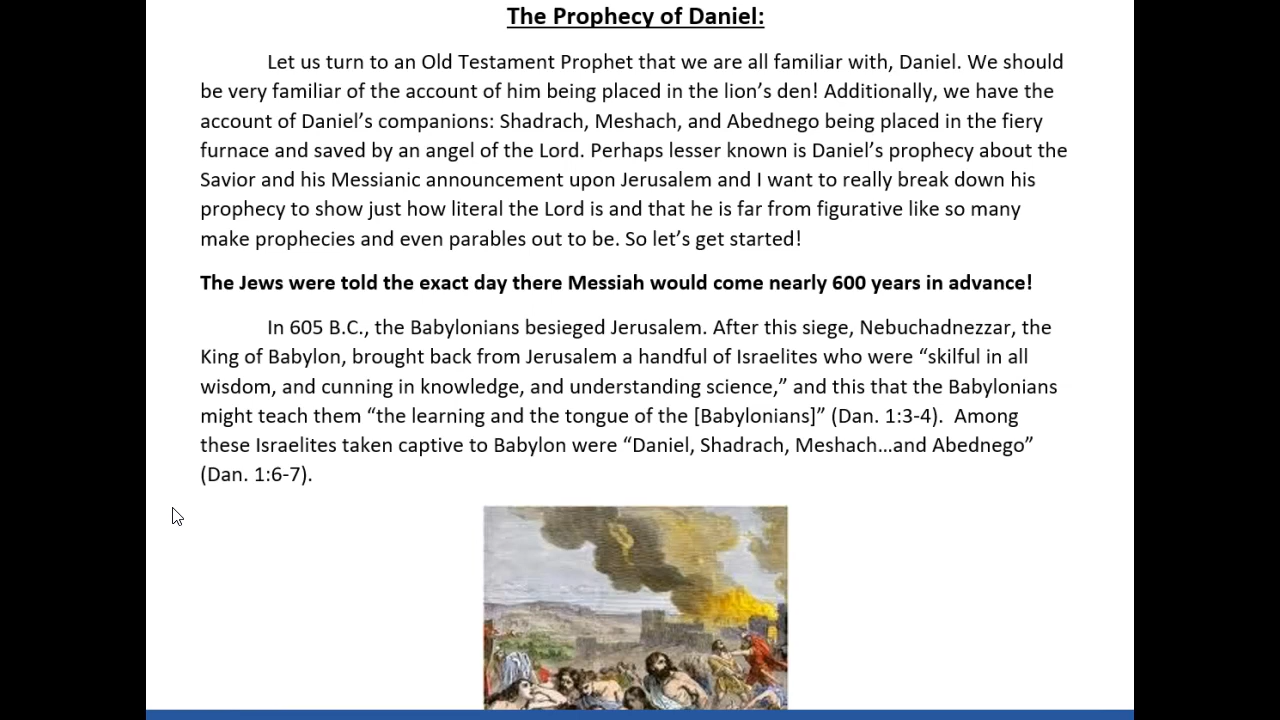 The Prophecy of Daniel:
Let us turn to an Old Testament Prophet that we are all familiar with, Daniel. We should
be very familiar of the account of him being placed in the lion’s den! Additionally, we have the
account of Daniel’s companions: Shadrach, Meshach, and Abednego being placed in the fiery
furnace and saved by an angel of the Lord. Perhaps lesser known is Daniel’s prophecy about the
Savior and his Messianic announcement upon Jerusalem and I want to really break down his
prophecy to show just how literal the Lord is and that he is far from figurative like so many
make prophecies and even parables out to be. So let’s get started!
The Jews were told the exact day there Messiah would come nearly 600 years in advance!
In 605 B.C., the Babylonians besieged Jerusalem. After this siege, Nebuchadnezzar, the
King of Babylon, brought back from Jerusalem a handful of Israelites who were “skilful in all
wisdom, and cunning in knowledge, and understanding science,” and this that the Babylonians
might teach them “the learning and the tongue of the [Babylonians]” (Dan. 1:3-4).  Among
these Israelites taken captive to Babylon were “Daniel, Shadrach, Meshach…and Abednego”
(Dan. 1:6-7).